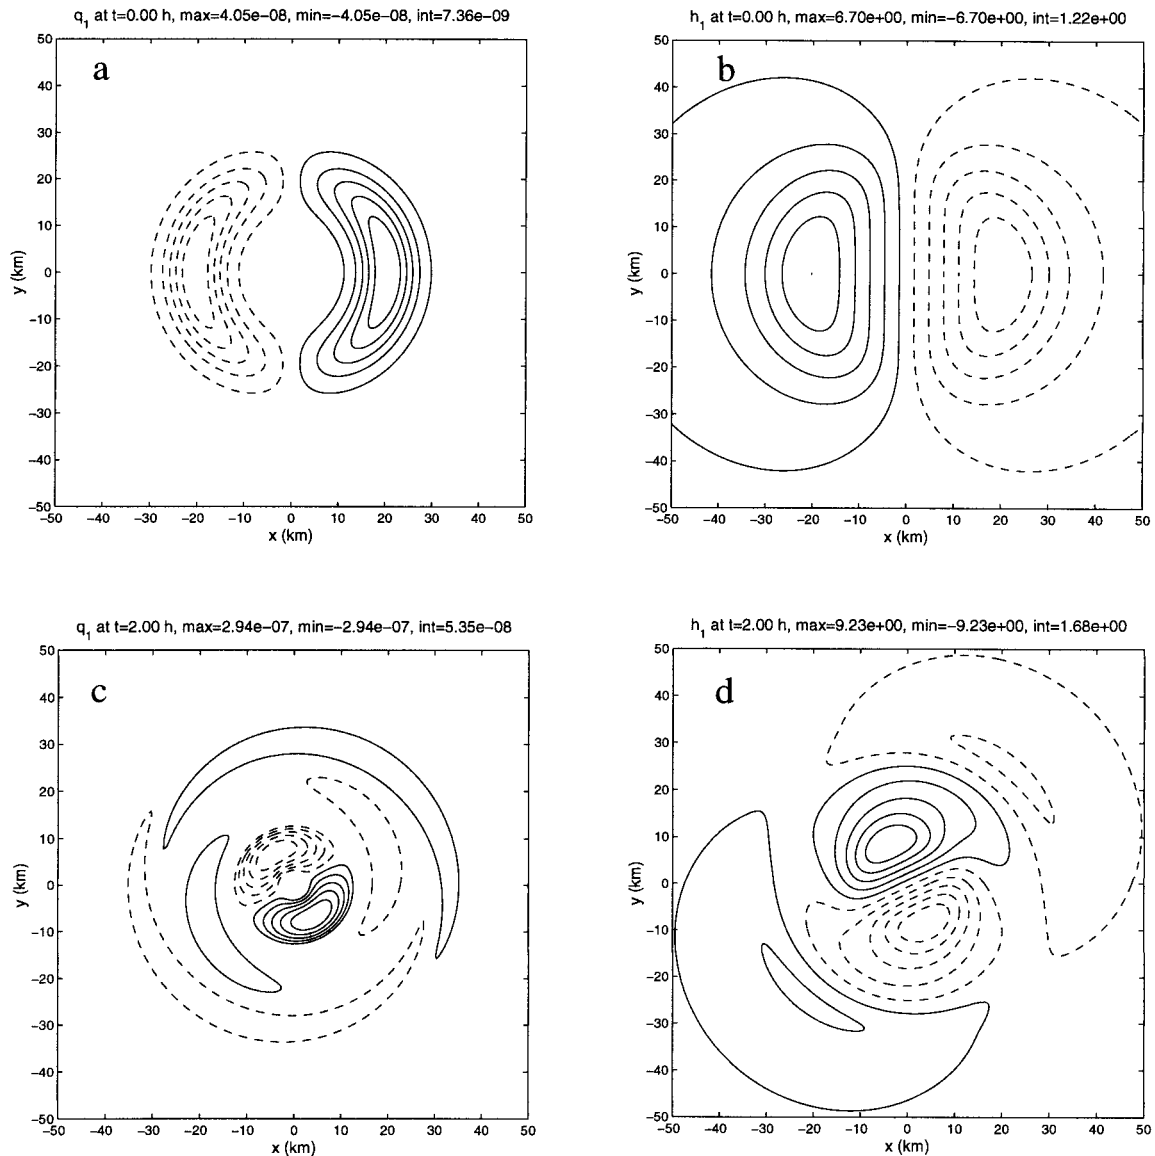 q1 at t=0.00 h, max=4.05e−08, min=−4.05e−08, int=7.36e−09
a
50
40
30
20
10
0
−10
−20
−30
−40
−50
y (km)
−50 −40 −30 −20 −10 0 10 20 30 40 50
x (km)
h1 at t=0.00 h, max=6.70e+00, min=−6.70e+00, int=1.22e+00
b
50
40
30
20
10
0
−10
−20
−30
−40
−50
y (km)
−50 −40 −30 −20 −10 0 10 20 30 40 50
x (km)
q1 at t=2.00 h, max=2.94e−07, min=−2.94e−07, int=5.35e−08
c
50
40
30
20
10
0
−10
−20
−30
−40
−50
y (km)
−50 −40 −30 −20 −10 0 10 20 30 40 50
x (km)
h1 at t=2.00 h, max=9.23e+00, min=−9.23e+00, int=1.68e+00
d
50
40
30
20
10
0
−10
−20
−30
−40
−50
y (km)
−50 −40 −30 −20 −10 0 10 20 30 40 50
x (km)